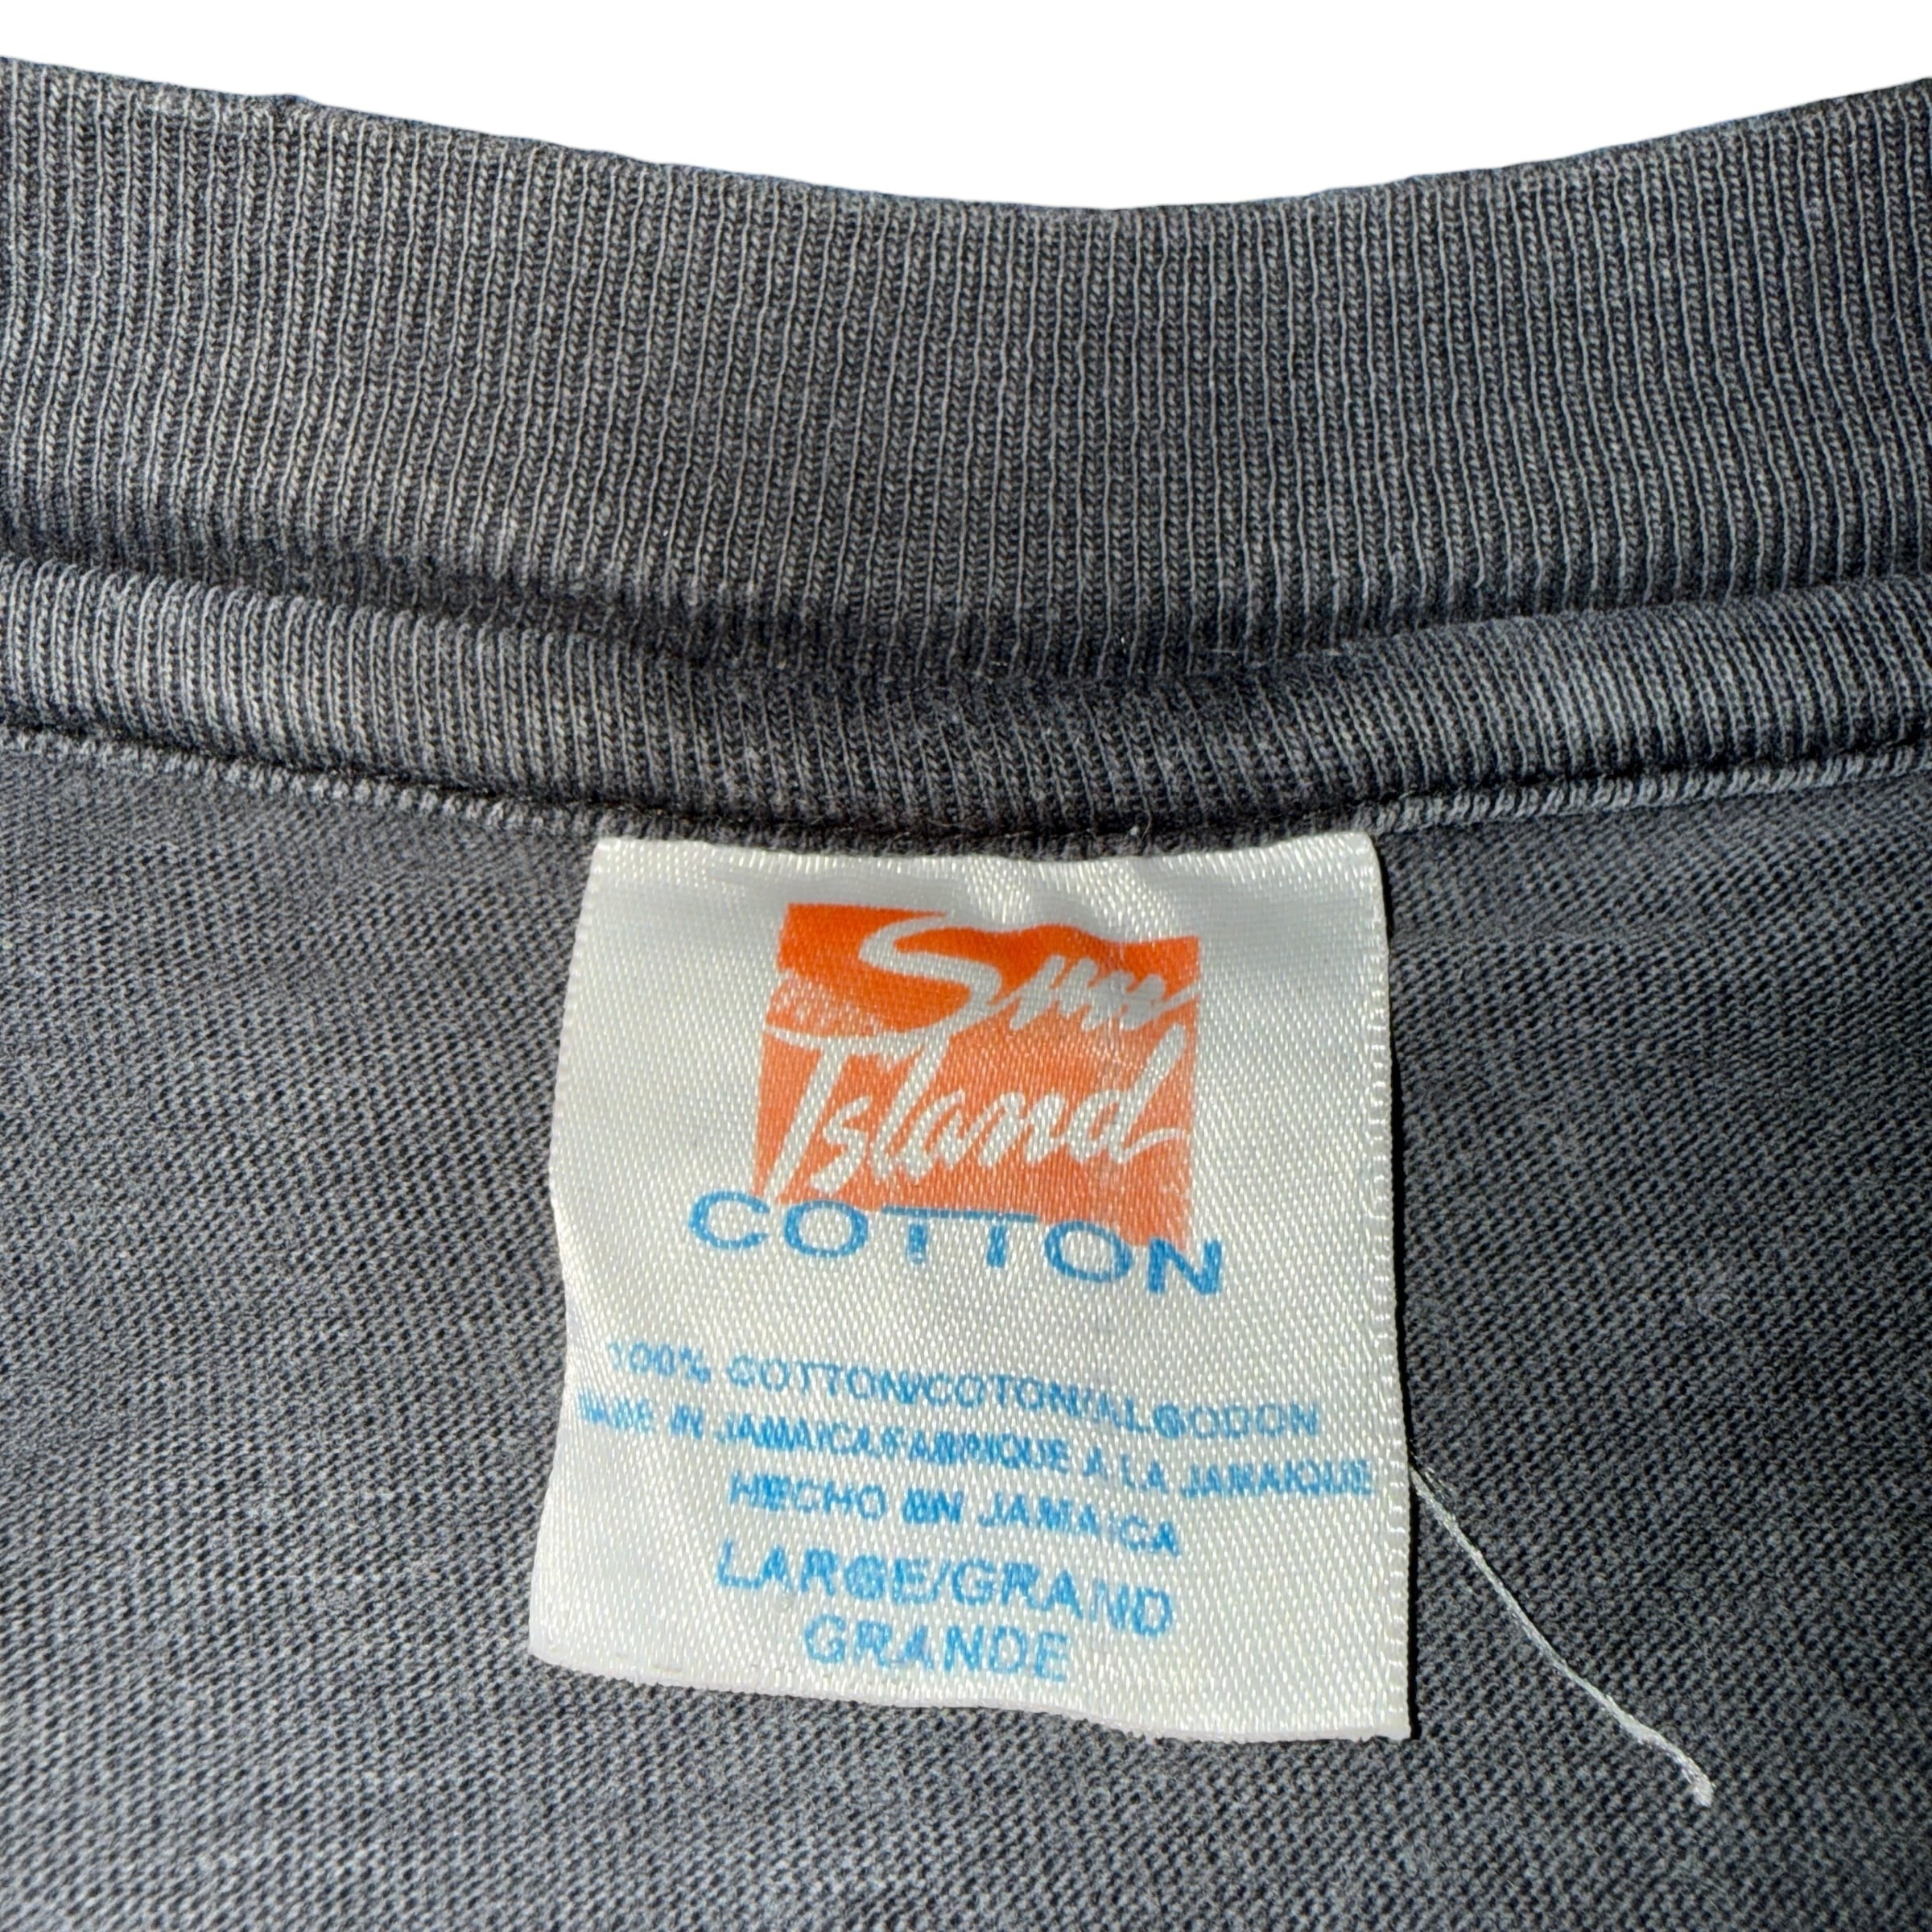 Sun
Island
COTTON
100% COTTON/COTON/ALGODON
MADE IN JAMAICA/FABRIQUE A LA JAMAIQUE
HECHO EN JAMAICA
LARGE/GRAND
GRANDE